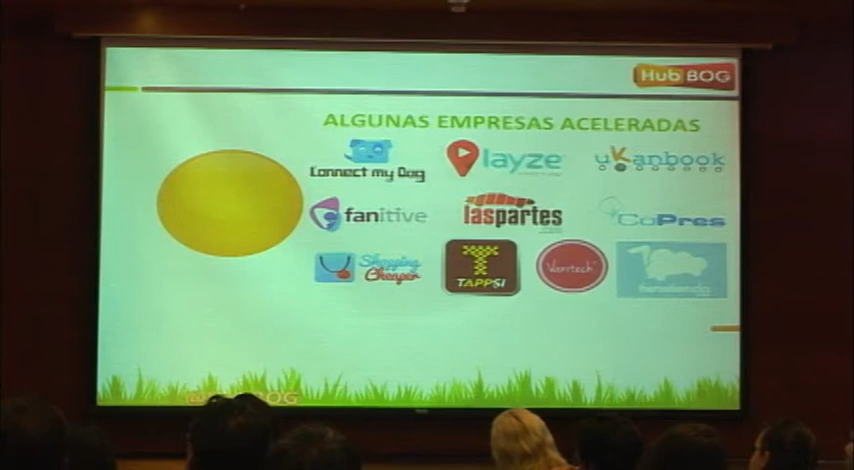 Hub BOG
ALGUNAS EMPRESAS ACELERADAS
Connect my Dog
layze
uKanbook
fanitive
laspartes
CoPres
Shopping Cheaper
TAPPSI